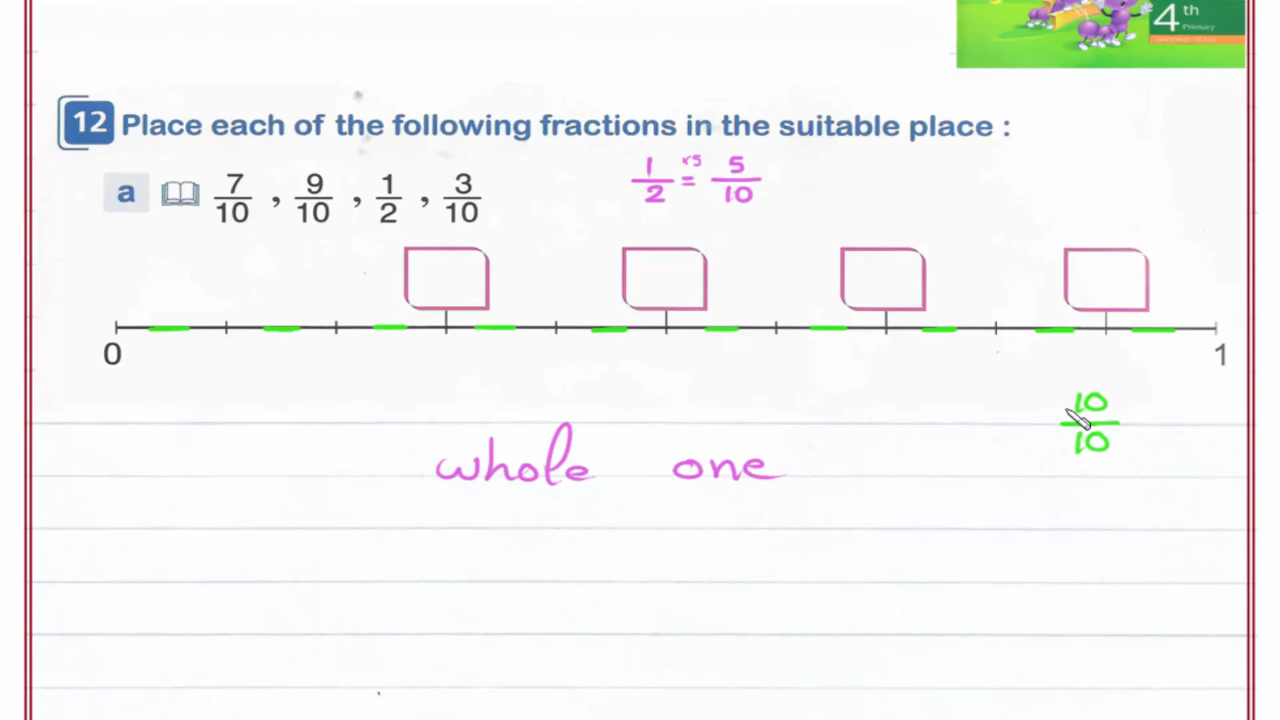 4th
Primary
12 Place each of the following fractions in the suitable place :
1/2 ×5= 5/10
a 7/10 , 9/10 , 1/2 , 3/10
0 1
10/10
whole one